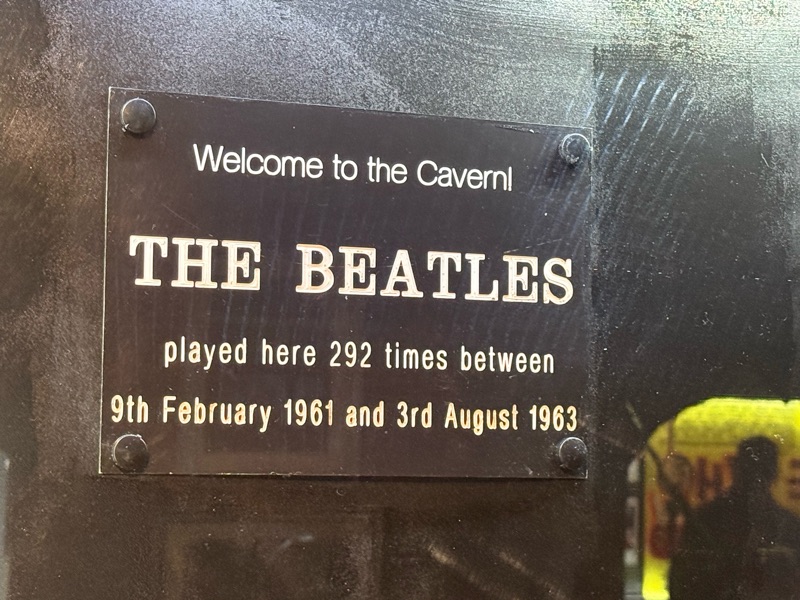 Welcome to the Cavern!
THE BEATLES
played here 292 times between
9th February 1961 and 3rd August 1963